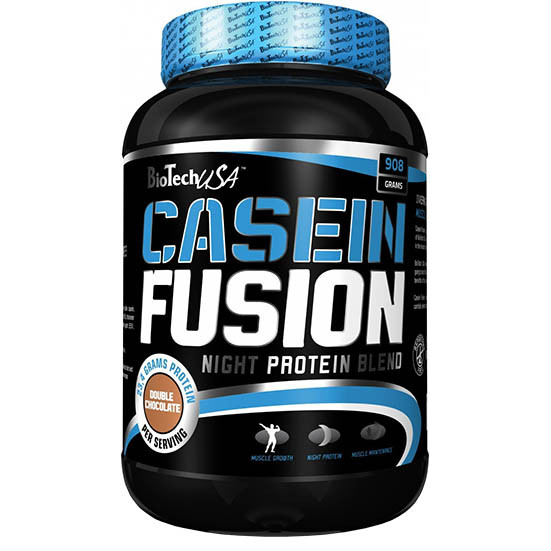 BioTechUSA™
908
GRAMS
CASEIN
FUSION
NIGHT PROTEIN BLEND
GRAMS PROTEIN
DOUBLE
CHOCOLATE
PER SERVING
MUSCLE GROWTH
NIGHT PROTEIN
MUSCLE MAINTENANCE